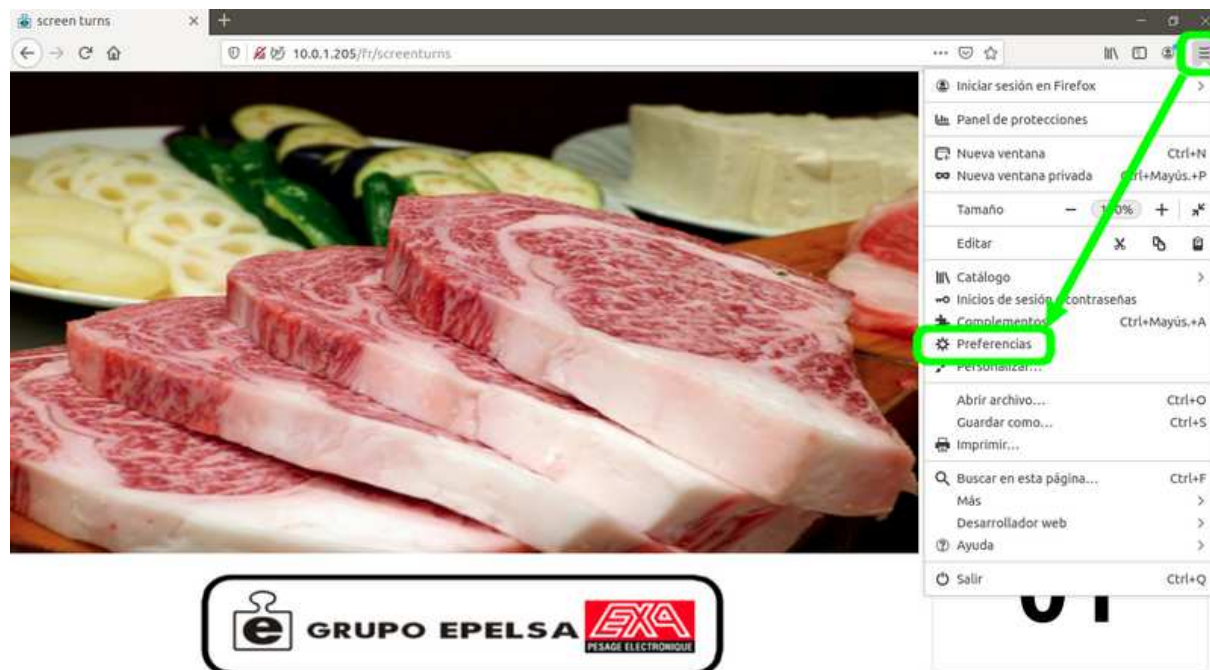 screen turns
10.0.1.205/fr/screenturns
Iniciar sesión en Firefox
Panel de protecciones
Nueva ventana Ctrl+N
Nueva ventana privada Ctrl+Mayús.+P
Tamaño 100%
Editar
Catálogo
Inicios de sesión y contraseñas
Complementos Ctrl+Mayús.+A
Preferencias
Personalizar...
Abrir archivo... Ctrl+O
Guardar como... Ctrl+S
Imprimir...
Buscar en esta página... Ctrl+F
Más
Desarrollador web
Ayuda
Salir Ctrl+Q
e GRUPO EPELSA EXA
PESAGE ELECTRONIQUE